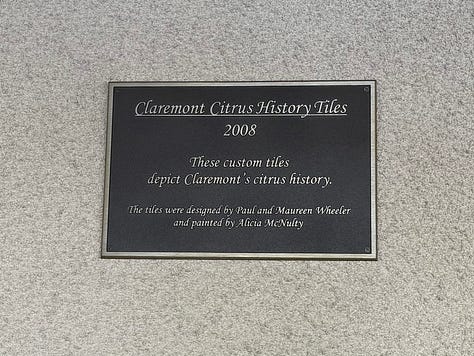 Claremont Citrus History Tiles
2008
These custom tiles
depict Claremont's citrus history.
The tiles were designed by Paul and Maureen Wheeler
and painted by Alicia McNulty